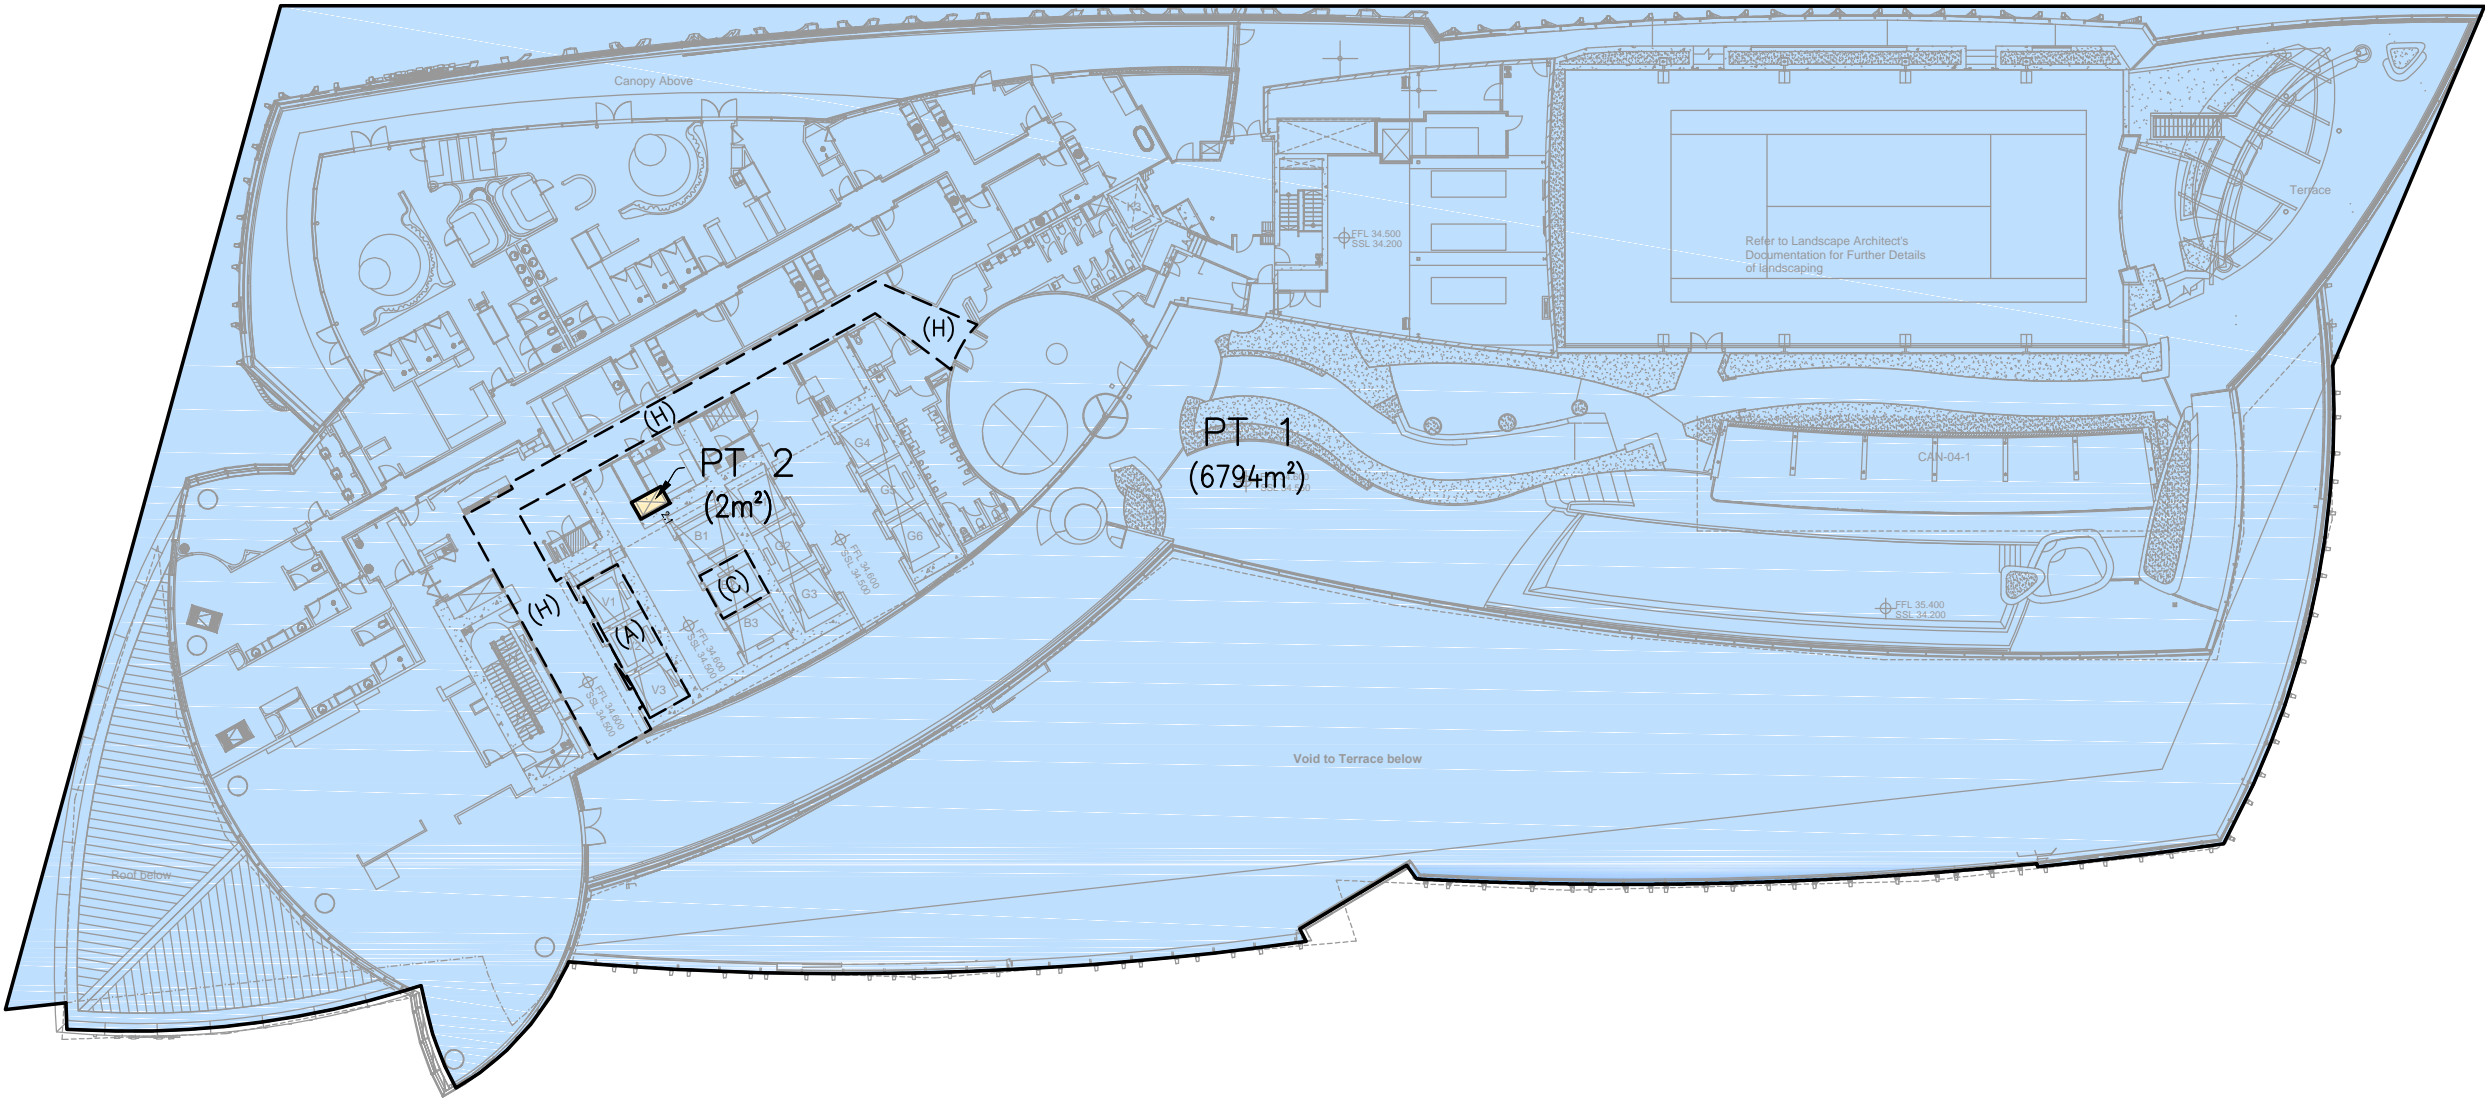 Canopy Above
K3
Terrace
FFL 34.500
SSL 34.200
Refer to Landscape Architect's
Documentation for Further Details
of landscaping
(H)
(H)
PT 1
(6794m²)
PT 2
(2m²)
CAN-04-1
G4
G5
G6
B1
G2
G3
(C)
B3
FFL 34.600
SSL 34.500
V1
(A)
V3
(H)
FFL 34.600
SSL 34.500
FFL 34.600
SSL 34.500
FFL 35.400
SSL 34.200
Void to Terrace below
Roof below